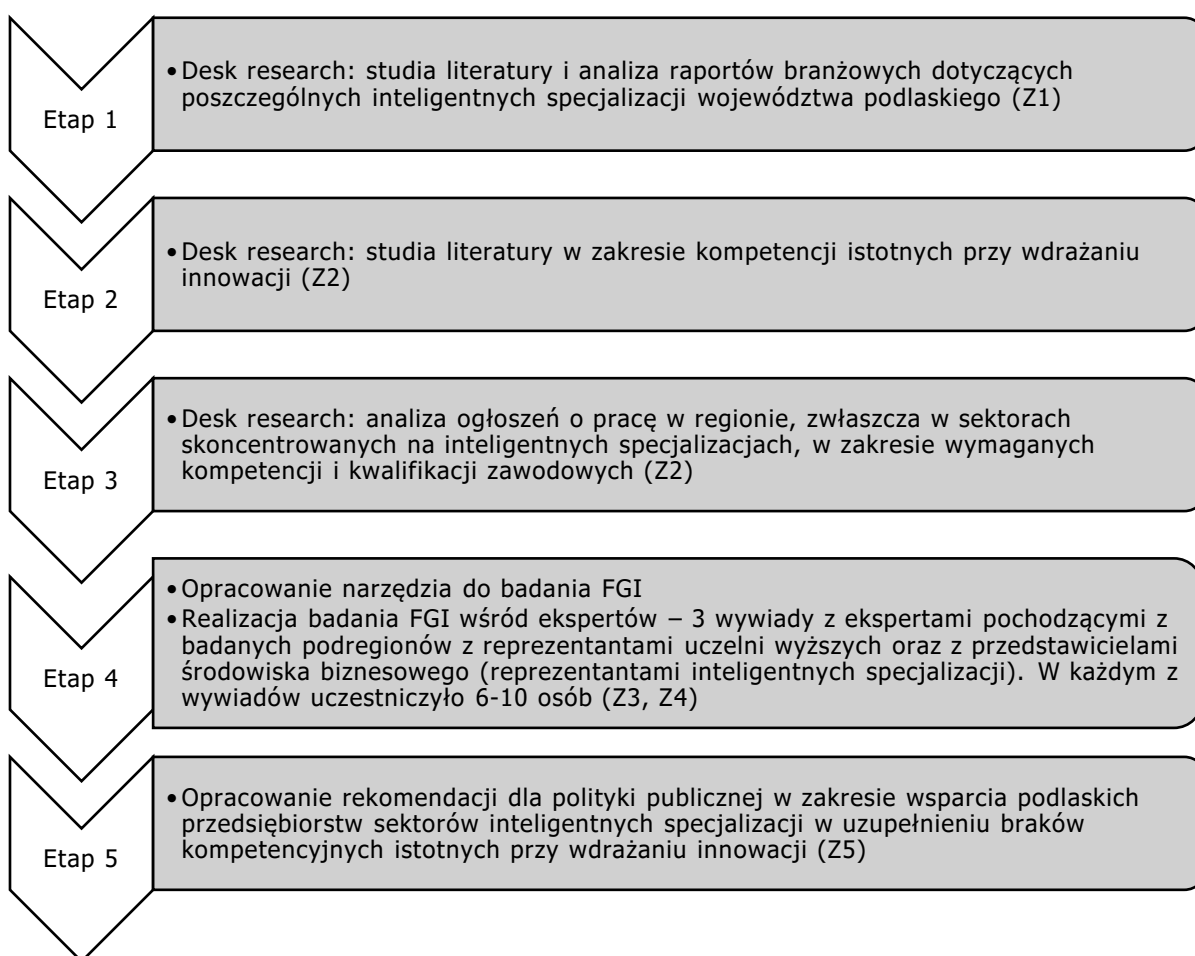 Etap 1
• Desk research: studia literatury i analiza raportów branżowych dotyczących
poszczególnych inteligentnych specjalizacji województwa podlaskiego (Z1)
Etap 2
• Desk research: studia literatury w zakresie kompetencji istotnych przy wdrażaniu
innowacji (Z2)
Etap 3
• Desk research: analiza ogłoszeń o pracę w regionie, zwłaszcza w sektorach
skoncentrowanych na inteligentnych specjalizacjach, w zakresie wymaganych
kompetencji i kwalifikacji zawodowych (Z2)
Etap 4
• Opracowanie narzędzia do badania FGI
• Realizacja badania FGI wśród ekspertów – 3 wywiady z ekspertami pochodzącymi z
badanych podregionów z reprezentantami uczelni wyższych oraz z przedstawicielami
środowiska biznesowego (reprezentantami inteligentnych specjalizacji). W każdym z
wywiadów uczestniczyło 6-10 osób (Z3, Z4)
Etap 5
• Opracowanie rekomendacji dla polityki publicznej w zakresie wsparcia podlaskich
przedsiębiorstw sektorów inteligentnych specjalizacji w uzupełnieniu braków
kompetencyjnych istotnych przy wdrażaniu innowacji (Z5)